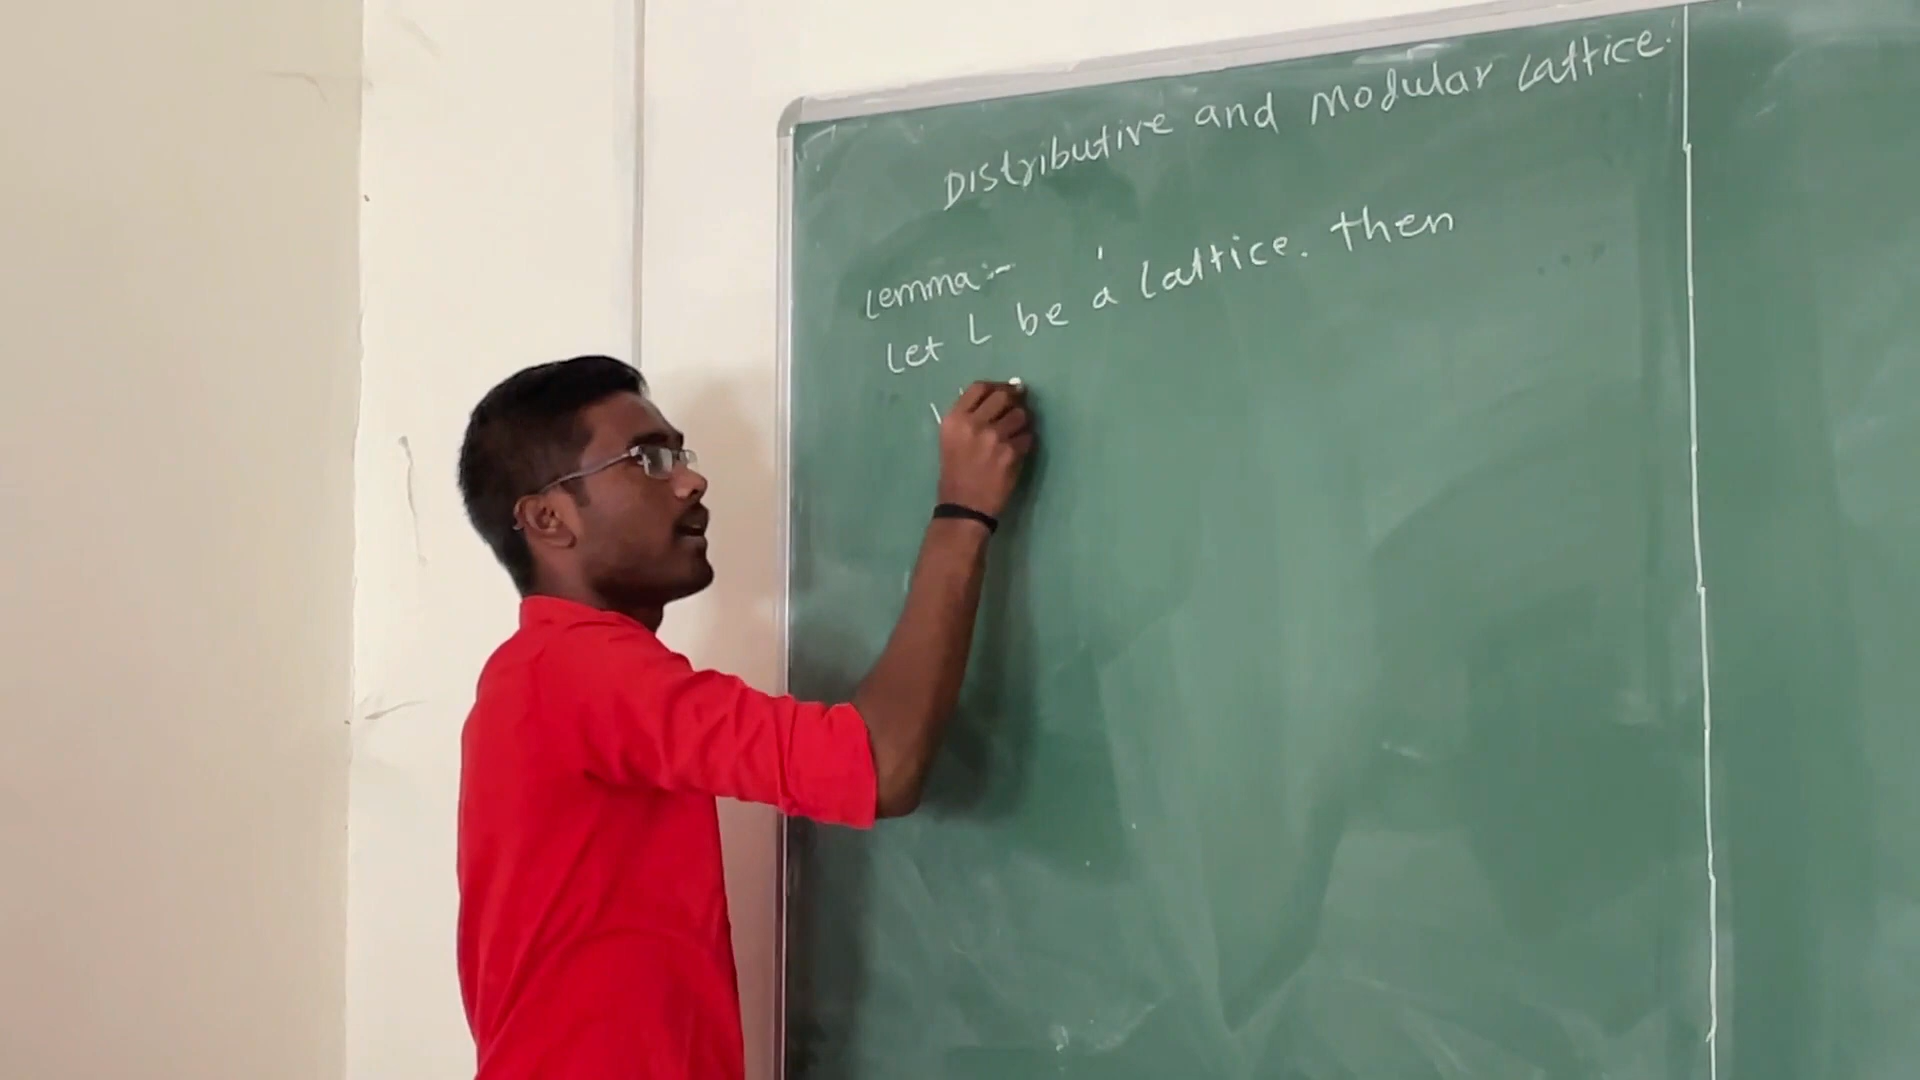 Distributive and Modular Lattice.
Lemma:-
Let L be a lattice. then